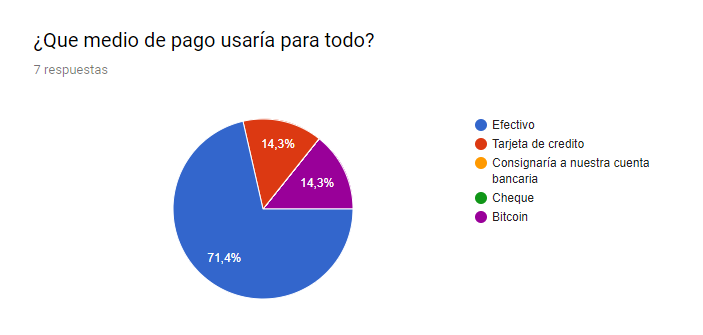 ¿Que medio de pago usaría para todo?
7 respuestas
14,3%
14,3%
71,4%
Efectivo
Tarjeta de credito
Consignaría a nuestra cuenta
bancaria
Cheque
Bitcoin